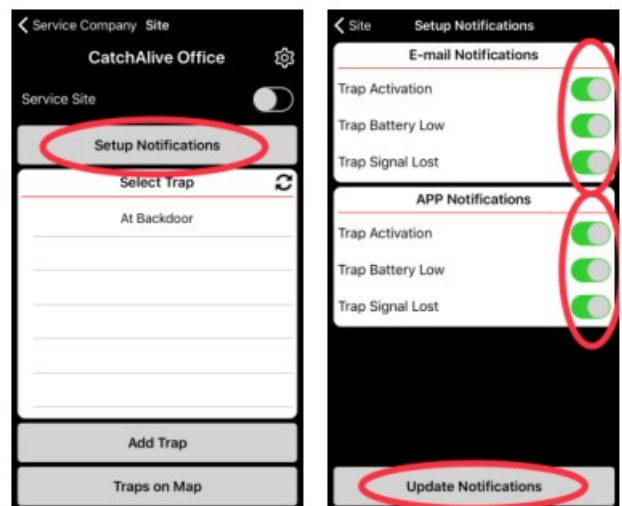 Service Company Site
CatchAlive Office
Service Site
Setup Notifications
Select Trap
At Backdoor
Add Trap
Traps on Map
Site Setup Notifications
E-mail Notifications
Trap Activation
Trap Battery Low
Trap Signal Lost
APP Notifications
Trap Activation
Trap Battery Low
Trap Signal Lost
Update Notifications